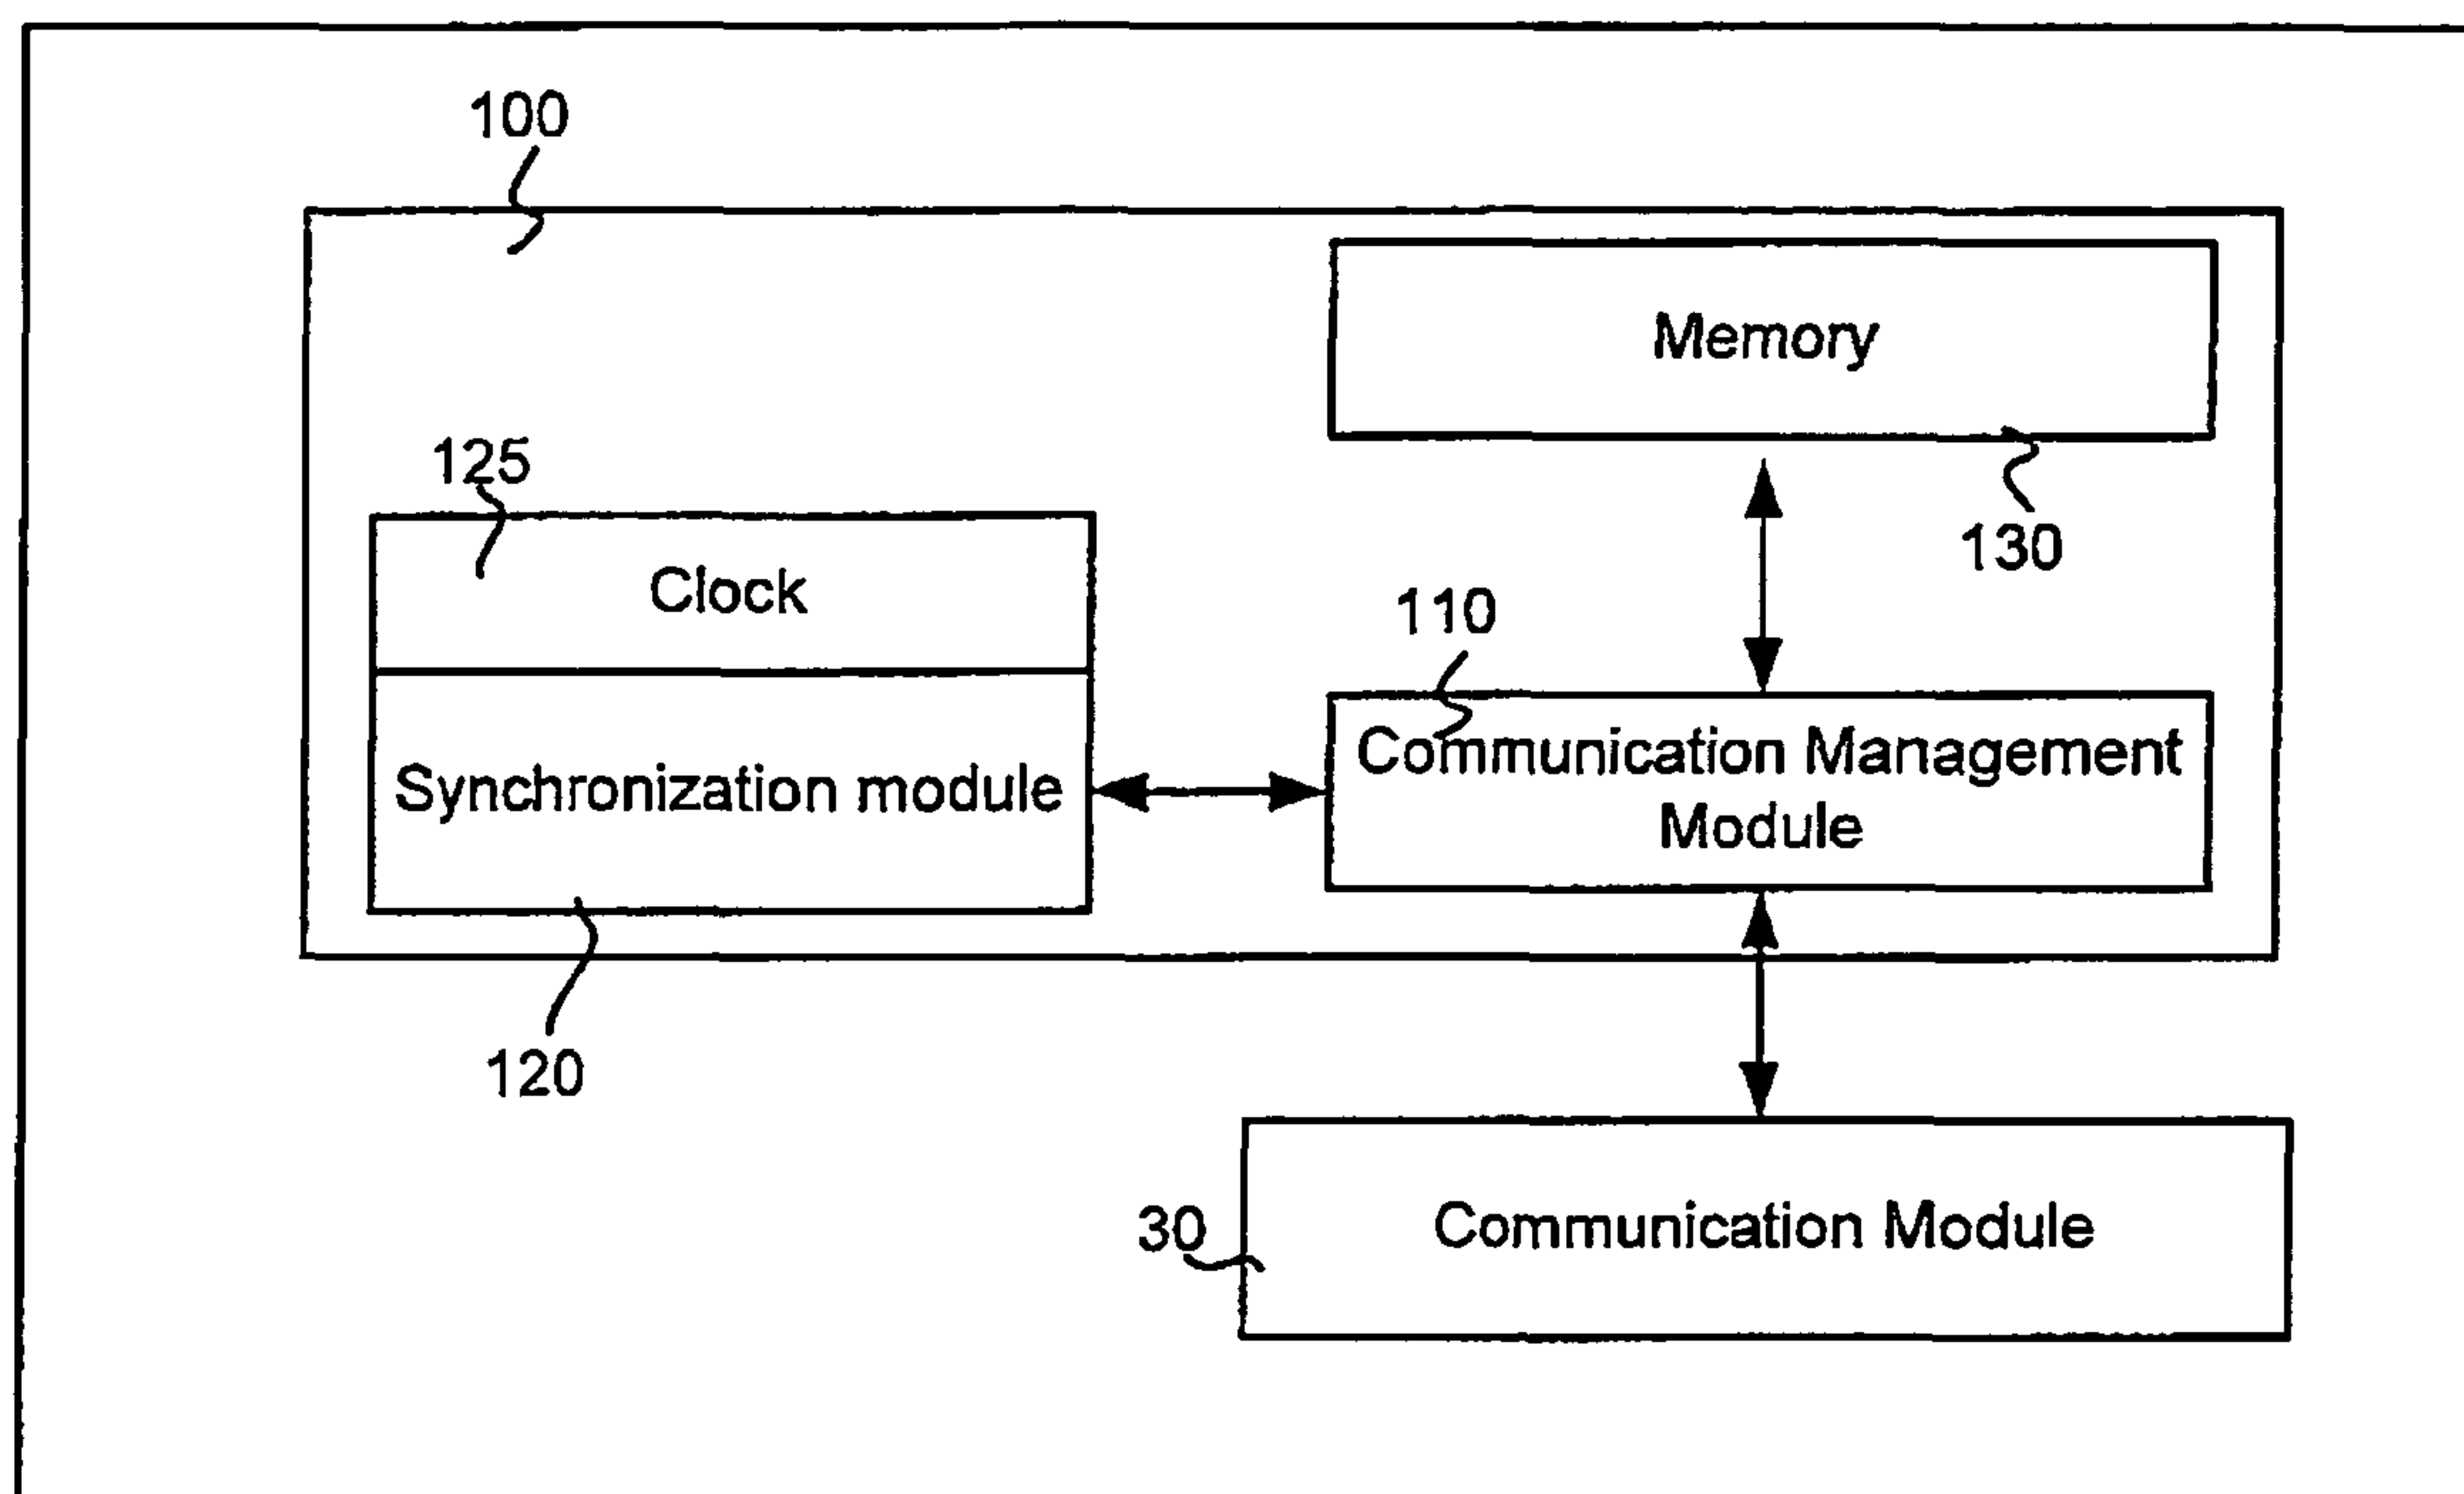 100
Memory
125
130
Clock
110
Communication Management
Module
Synchronization module
120
30
Communication Module